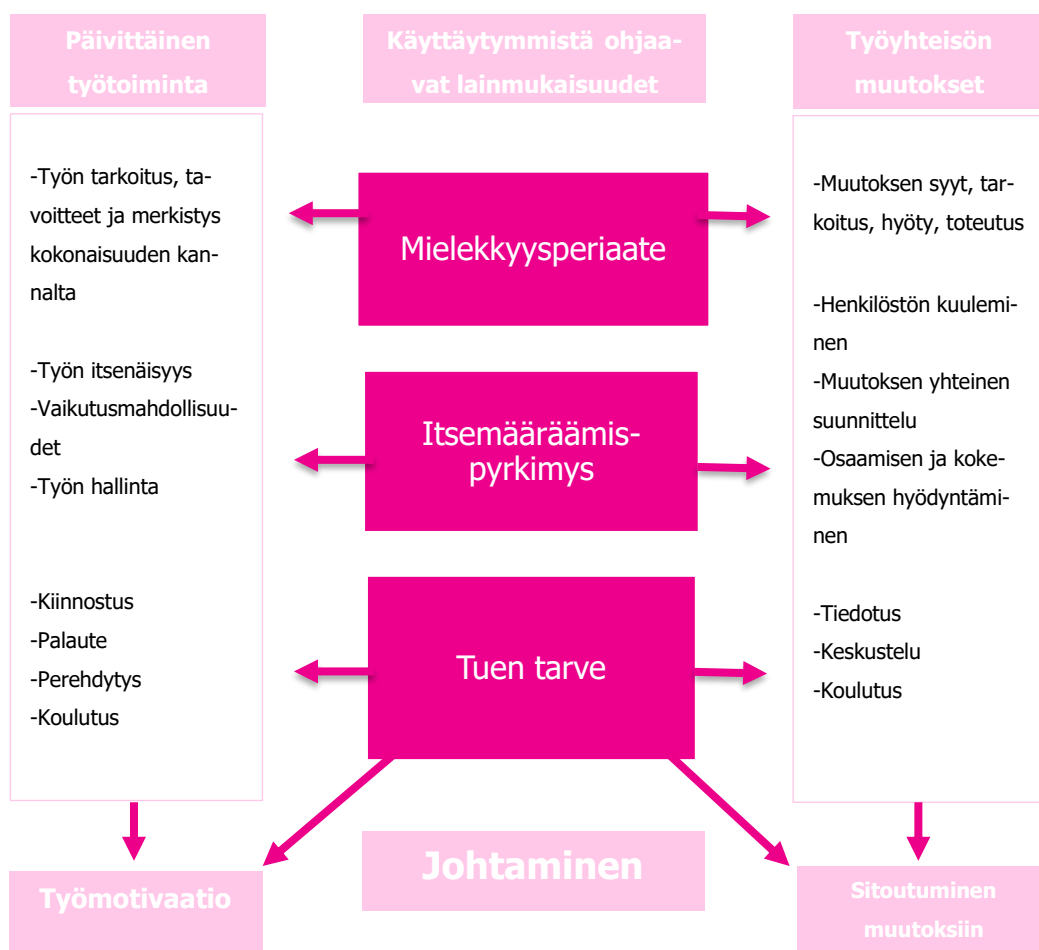 Päivittäinen
työtoiminta
Käyttäytymmistä ohjaa-
vat lainmukaisuudet
Työyhteisön
muutokset
-Työn tarkoitus, ta-
voitteet ja merkistys
kokonaisuuden kan-
nalta
-Työn itsenäisyys
-Vaikutusmahdollisuu-
det
-Työn hallinta
-Kiinnostus
-Palaute
-Perehdytys
-Koulutus
Mielekkyysperiaate
Itsemääräämis-
pyrkimys
Tuen tarve
-Muutoksen syyt, tar-
koitus, hyöty, toteutus
-Henkilöstön kuulemi-
nen
-Muutoksen yhteinen
suunnittelu
-Osaamisen ja koke-
muksen hyödyntämi-
nen
-Tiedotus
-Keskustelu
-Koulutus
Työmotivaatio
Johtaminen
Sitoutuminen
muutoksiin